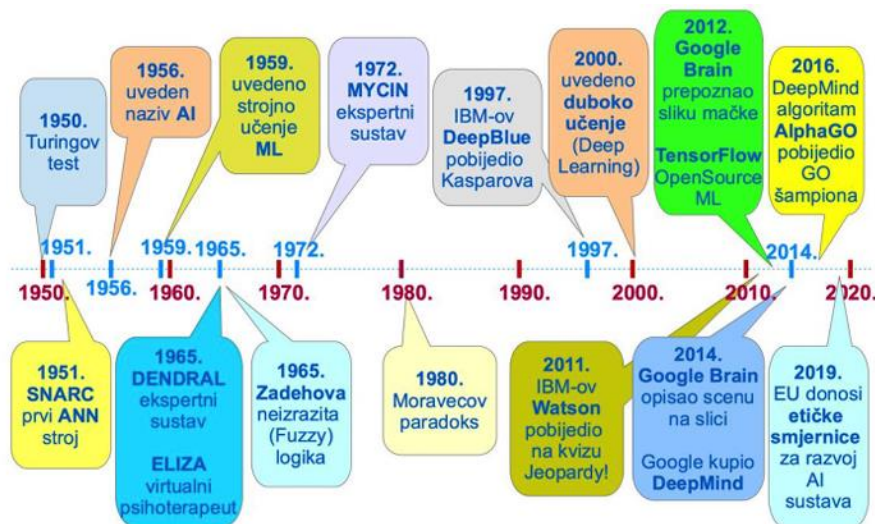 1950.
Turingov
test
1956.
uveden
naziv AI
1959.
uvedeno
strojno
učenje
ML
1972.
MYCIN
ekspertni
sustav
1997.
IBM-ov
DeepBlue
pobijedio
Kasparova
2000.
uvedeno
duboko
učenje
(Deep
Learning)
2012.
Google
Brain
prepoznao
sliku mačke
TensorFlow
OpenSource
ML
2016.
DeepMind
algoritam
AlphaGO
pobijedio
GO
šampiona
1951.
1959.
1965.
1972.
1997.
2014.
1950.
1956.
1960.
1970.
1980.
1990.
2000.
2010.
2020.
1951.
SNARC
prvi ANN
stroj
1965.
DENDRAL
ekspertni
sustav
ELIZA
virtualni
psihoterapeut
1965.
Zadehova
neizrazita
(Fuzzy)
logika
1980.
Moravecov
paradoks
2011.
IBM-ov
Watson
pobijedio
na kvizu
Jeopardy!
2014.
Google Brain
opisao scenu
na slici
Google kupio
DeepMind
2019.
EU donosi
etičke
smjernice
za razvoj
AI
sustava